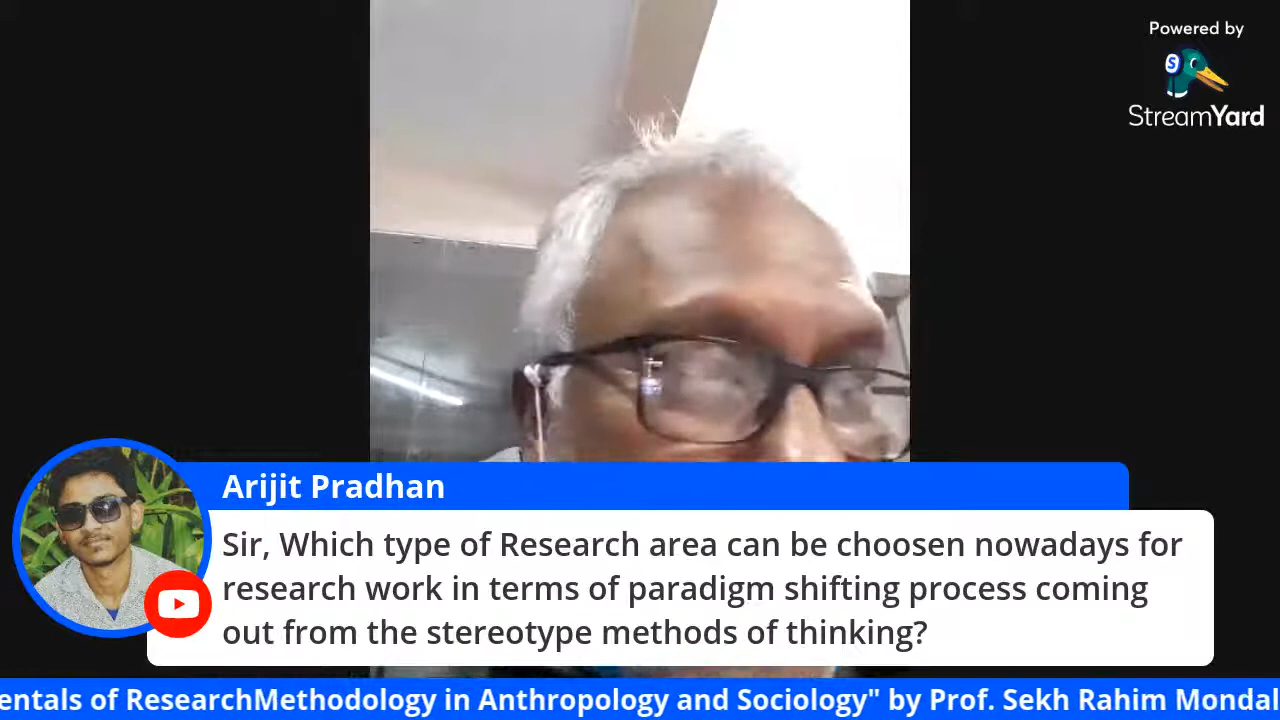 Powered by
StreamYard
Arijit Pradhan
Sir, Which type of Research area can be choosen nowadays for
research work in terms of paradigm shifting process coming
out from the stereotype methods of thinking?
entals of ResearchMethodology in Anthropology and Sociology" by Prof. Sekh Rahim Mondal